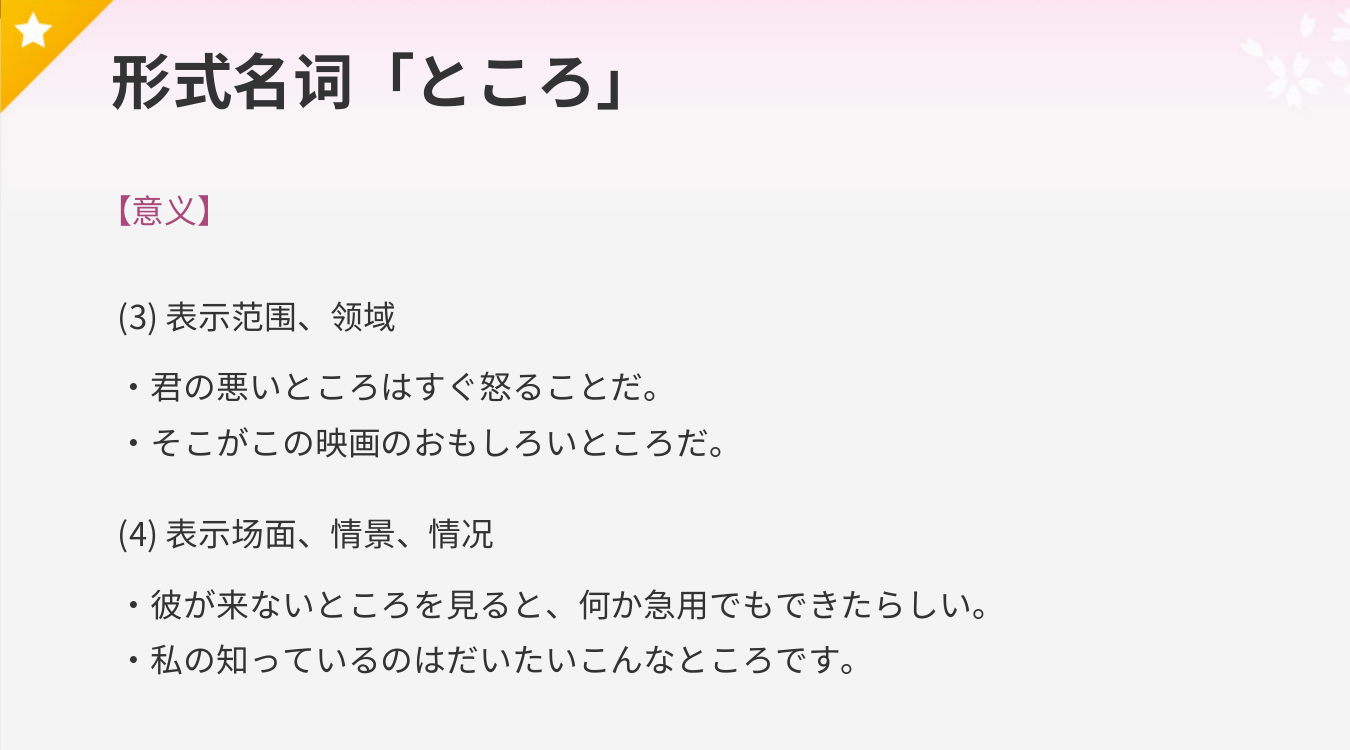 形式名词「ところ」
【意义】
(3) 表示范围、领域
・君の悪いところはすぐ怒ることだ。
・そこがこの映画のおもしろいところだ。
(4) 表示场面、情景、情况
・彼が来ないところを見ると、何か急用でもできたらしい。
・私の知っているのはだいたいこんなところです。